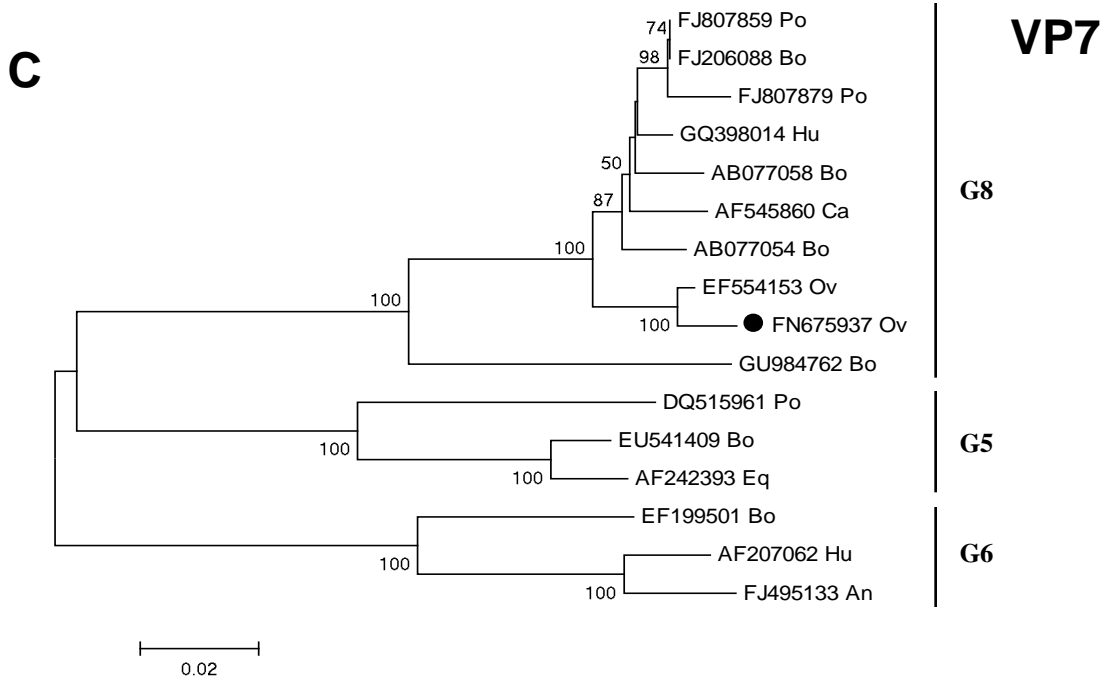 C
VP7
74
FJ807859 Po
FJ206088 Bo
98
FJ807879 Po
GQ398014 Hu
AB077058 Bo
50
AF545860 Ca
87
AB077054 Bo
100
EF554153 Ov
100
FN675937 Ov
100
GU984762 Bo
G8
DQ515961 Po
100
EU541409 Bo
100
AF242393 Eq
G5
EF199501 Bo
100
AF207062 Hu
100
FJ495133 An
G6
0.02